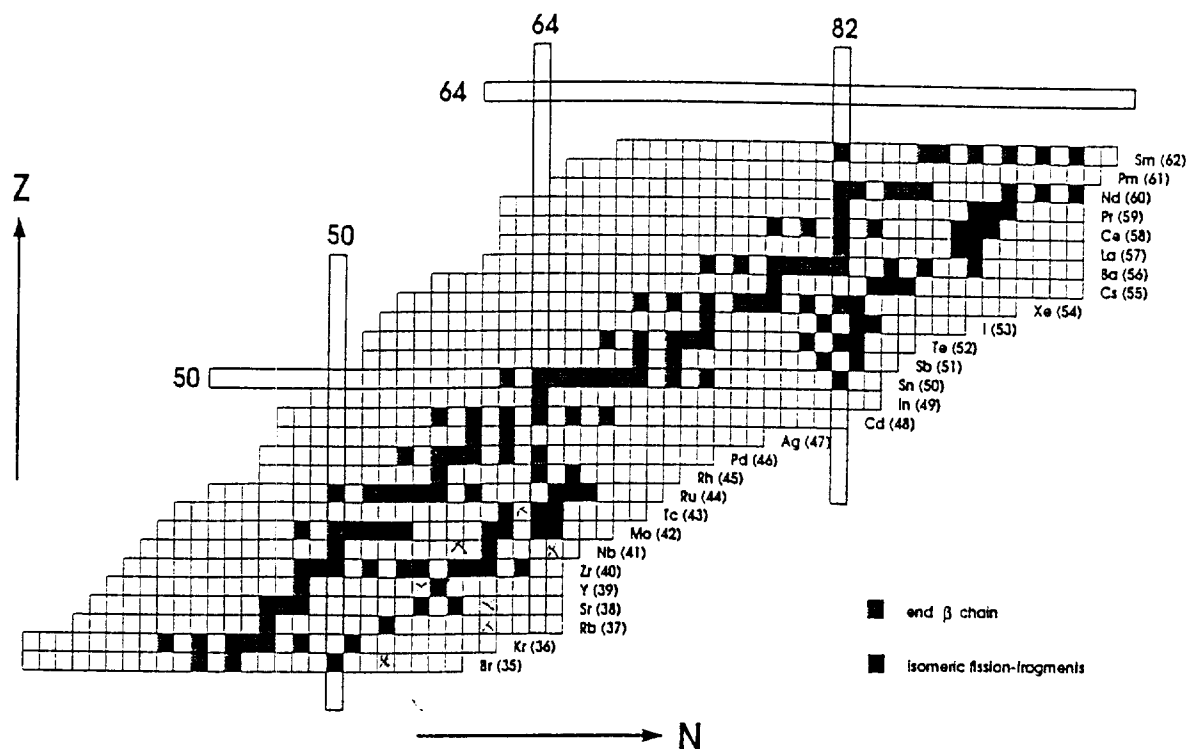 64
82
64
Sm (62)
Pm (61)
Z
Nd (60)
Pr (59)
50
Ce (58)
La (57)
Ba (56)
Cs (55)
Xe (54)
I (53)
Te (52)
Sb (51)
50
Sn (50)
In (49)
Cd (48)
Ag (47)
Pd (46)
Rh (45)
Ru (44)
Tc (43)
Mo (42)
Nb (41)
Zr (40)
Y (39)
Sr (38)
end β chain
Rb (37)
Kr (36)
Br (35)
isomeric fission-fragments
N